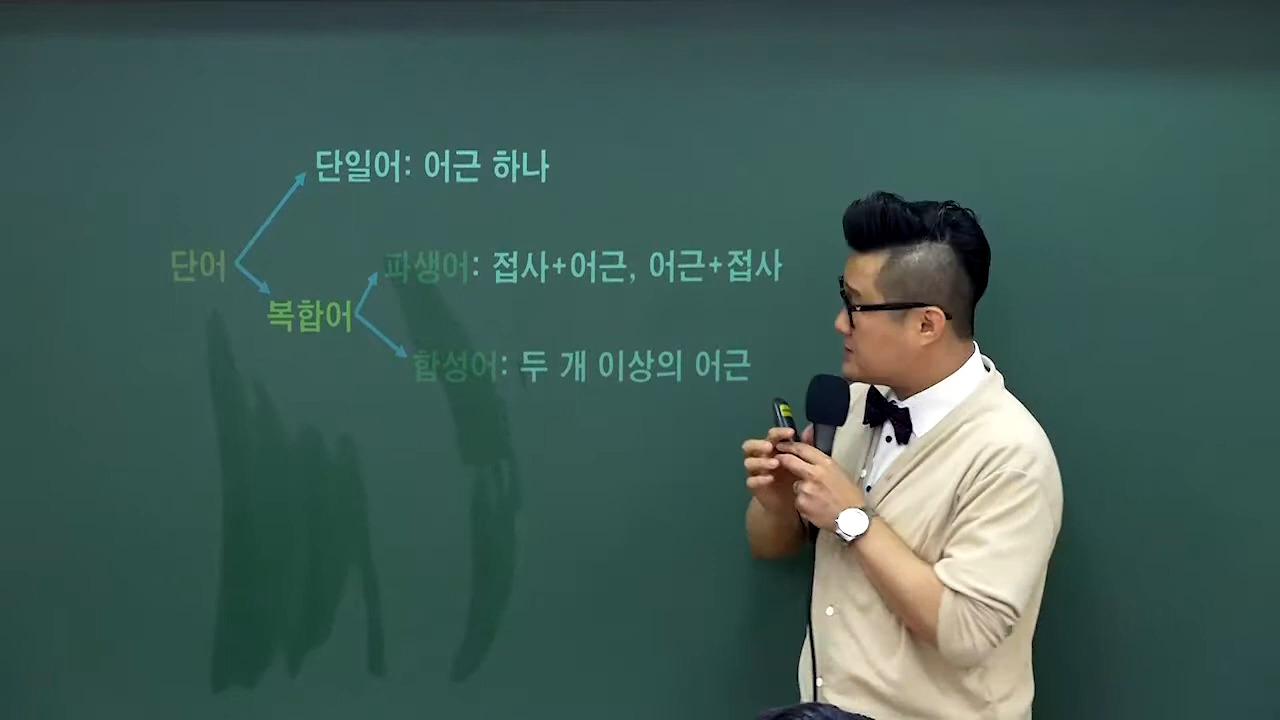 단일어: 어근 하나
단어
파생어: 접사+어근, 어근+접사
복합어
합성어: 두 개 이상의 어근